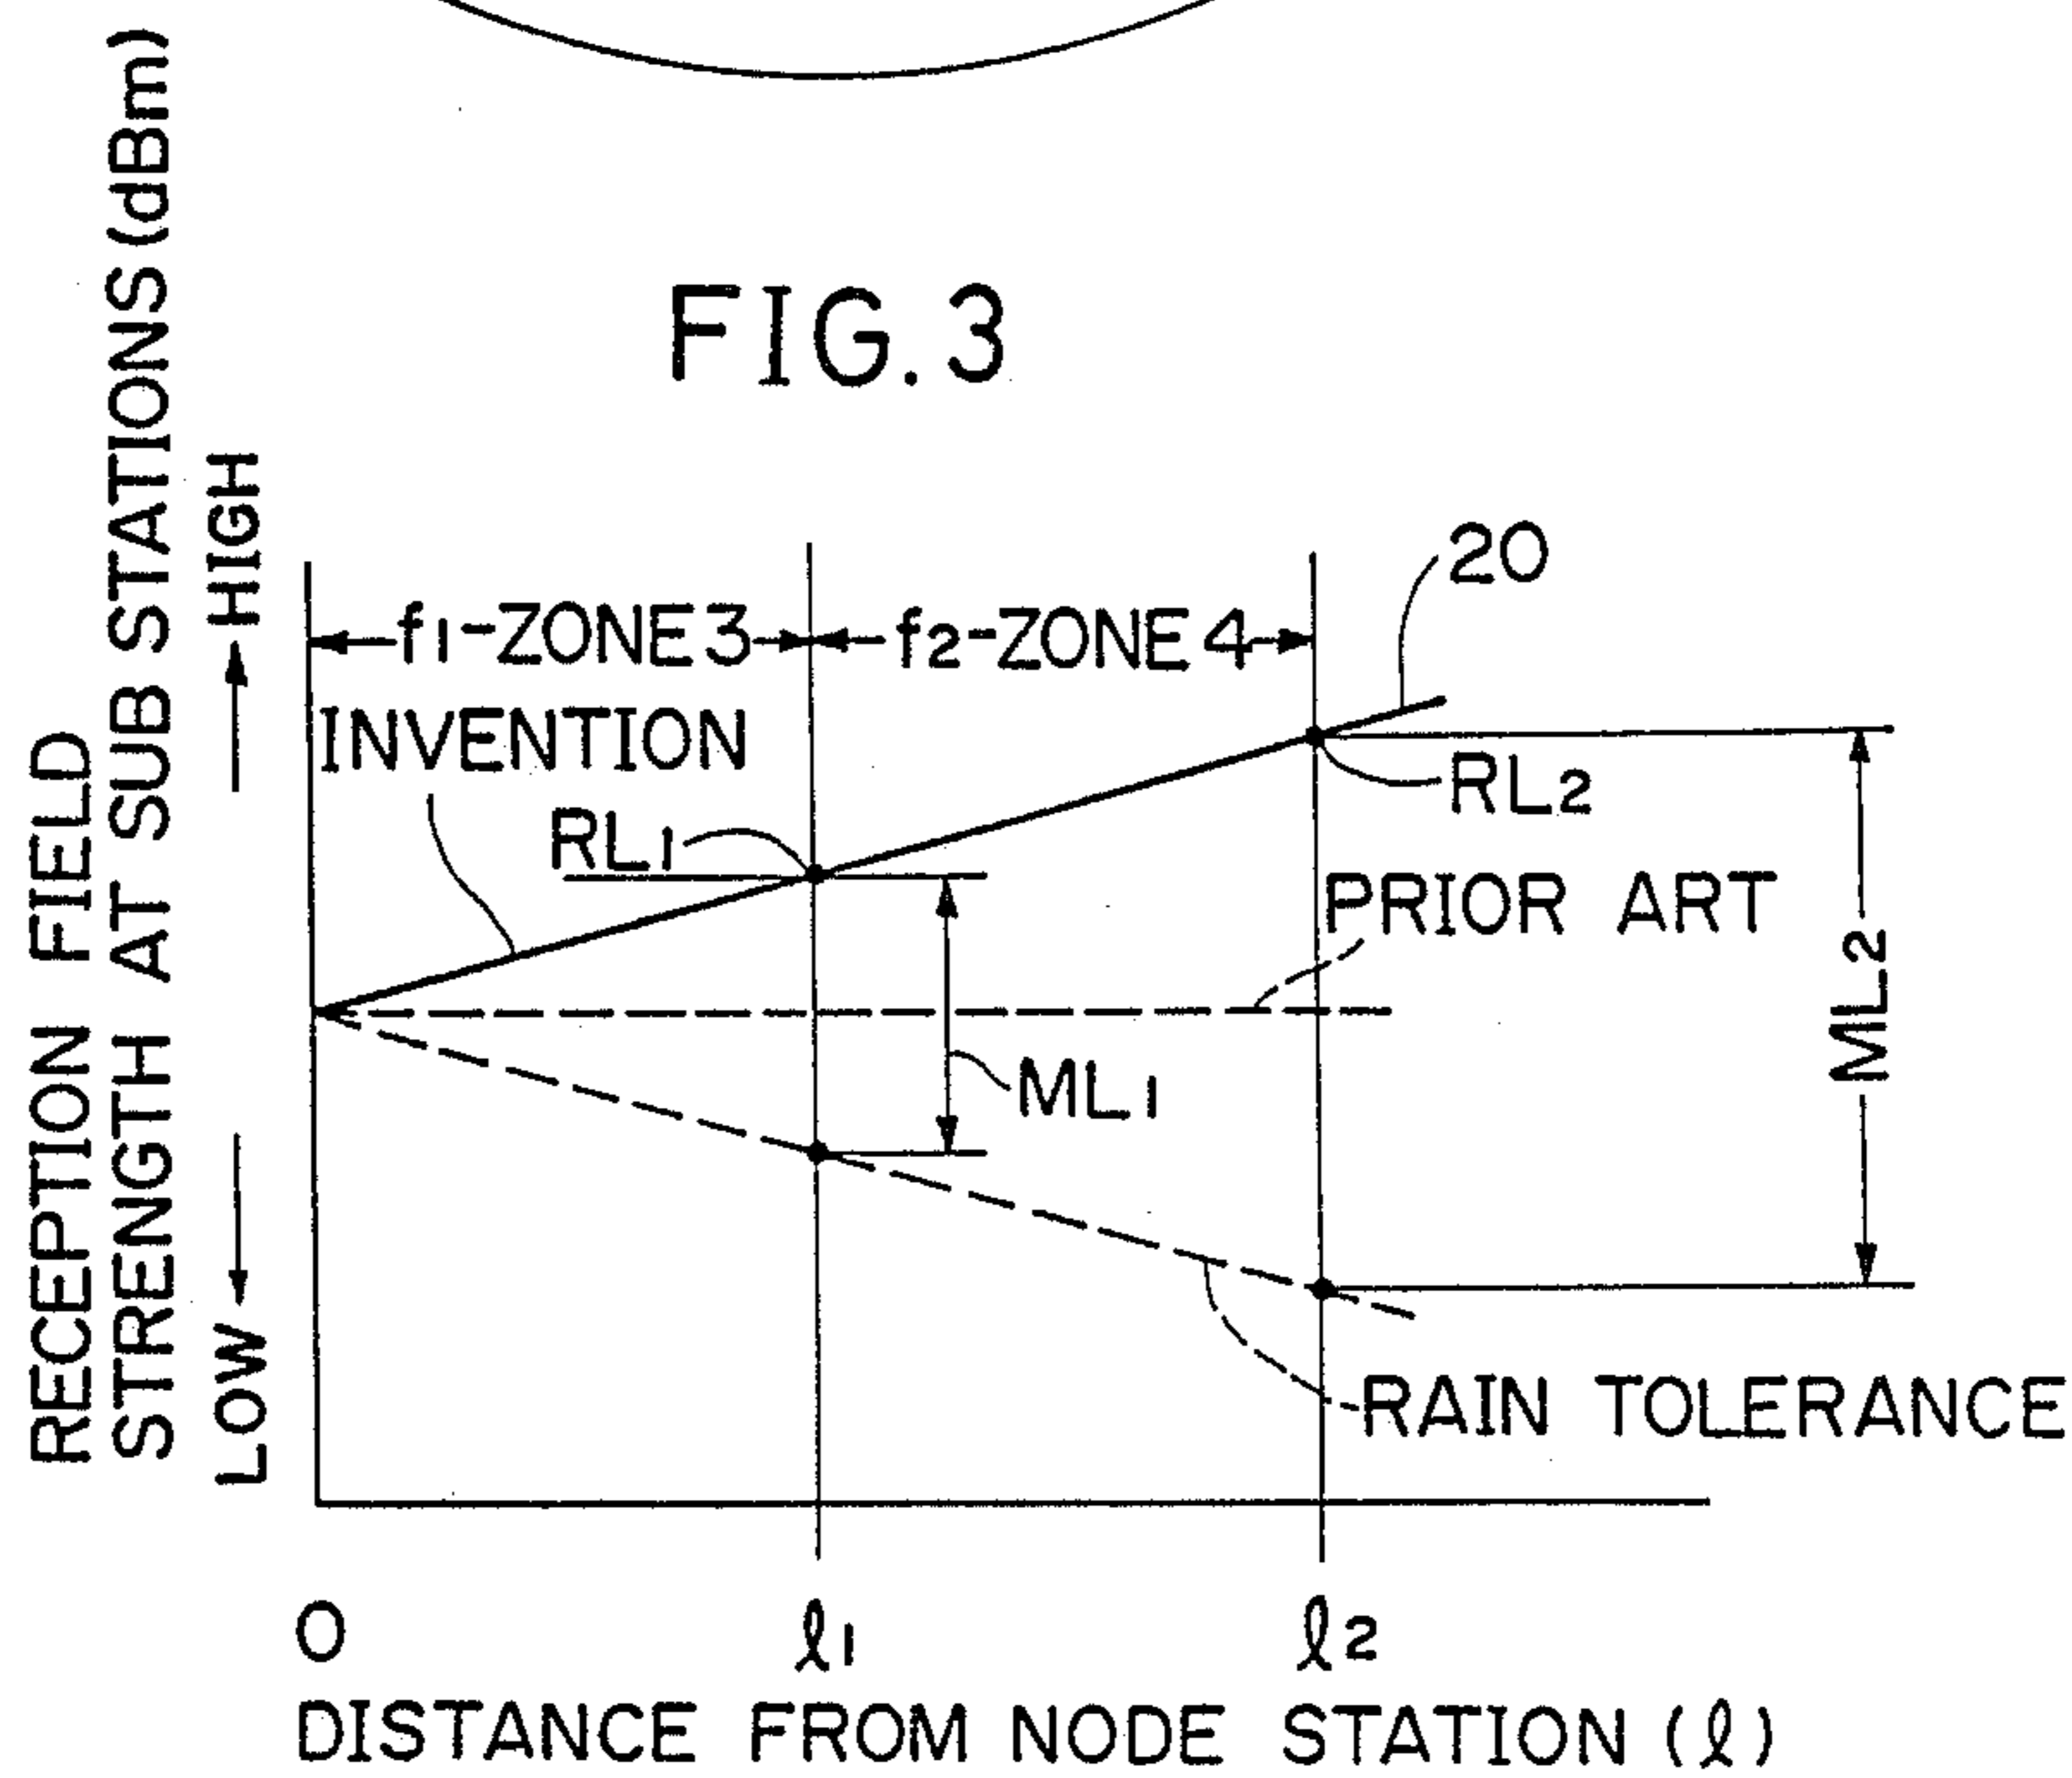 FIG.3
RECEPTION FIELD
STRENGTH AT SUB STATIONS (dBm)
LOW
HIGH
f1-ZONE 3
f2-ZONE 4
20
INVENTION
RL1
RL2
PRIOR ART
ML1
ML2
RAIN TOLERANCE
0
ℓ1
ℓ2
DISTANCE FROM NODE STATION (ℓ)